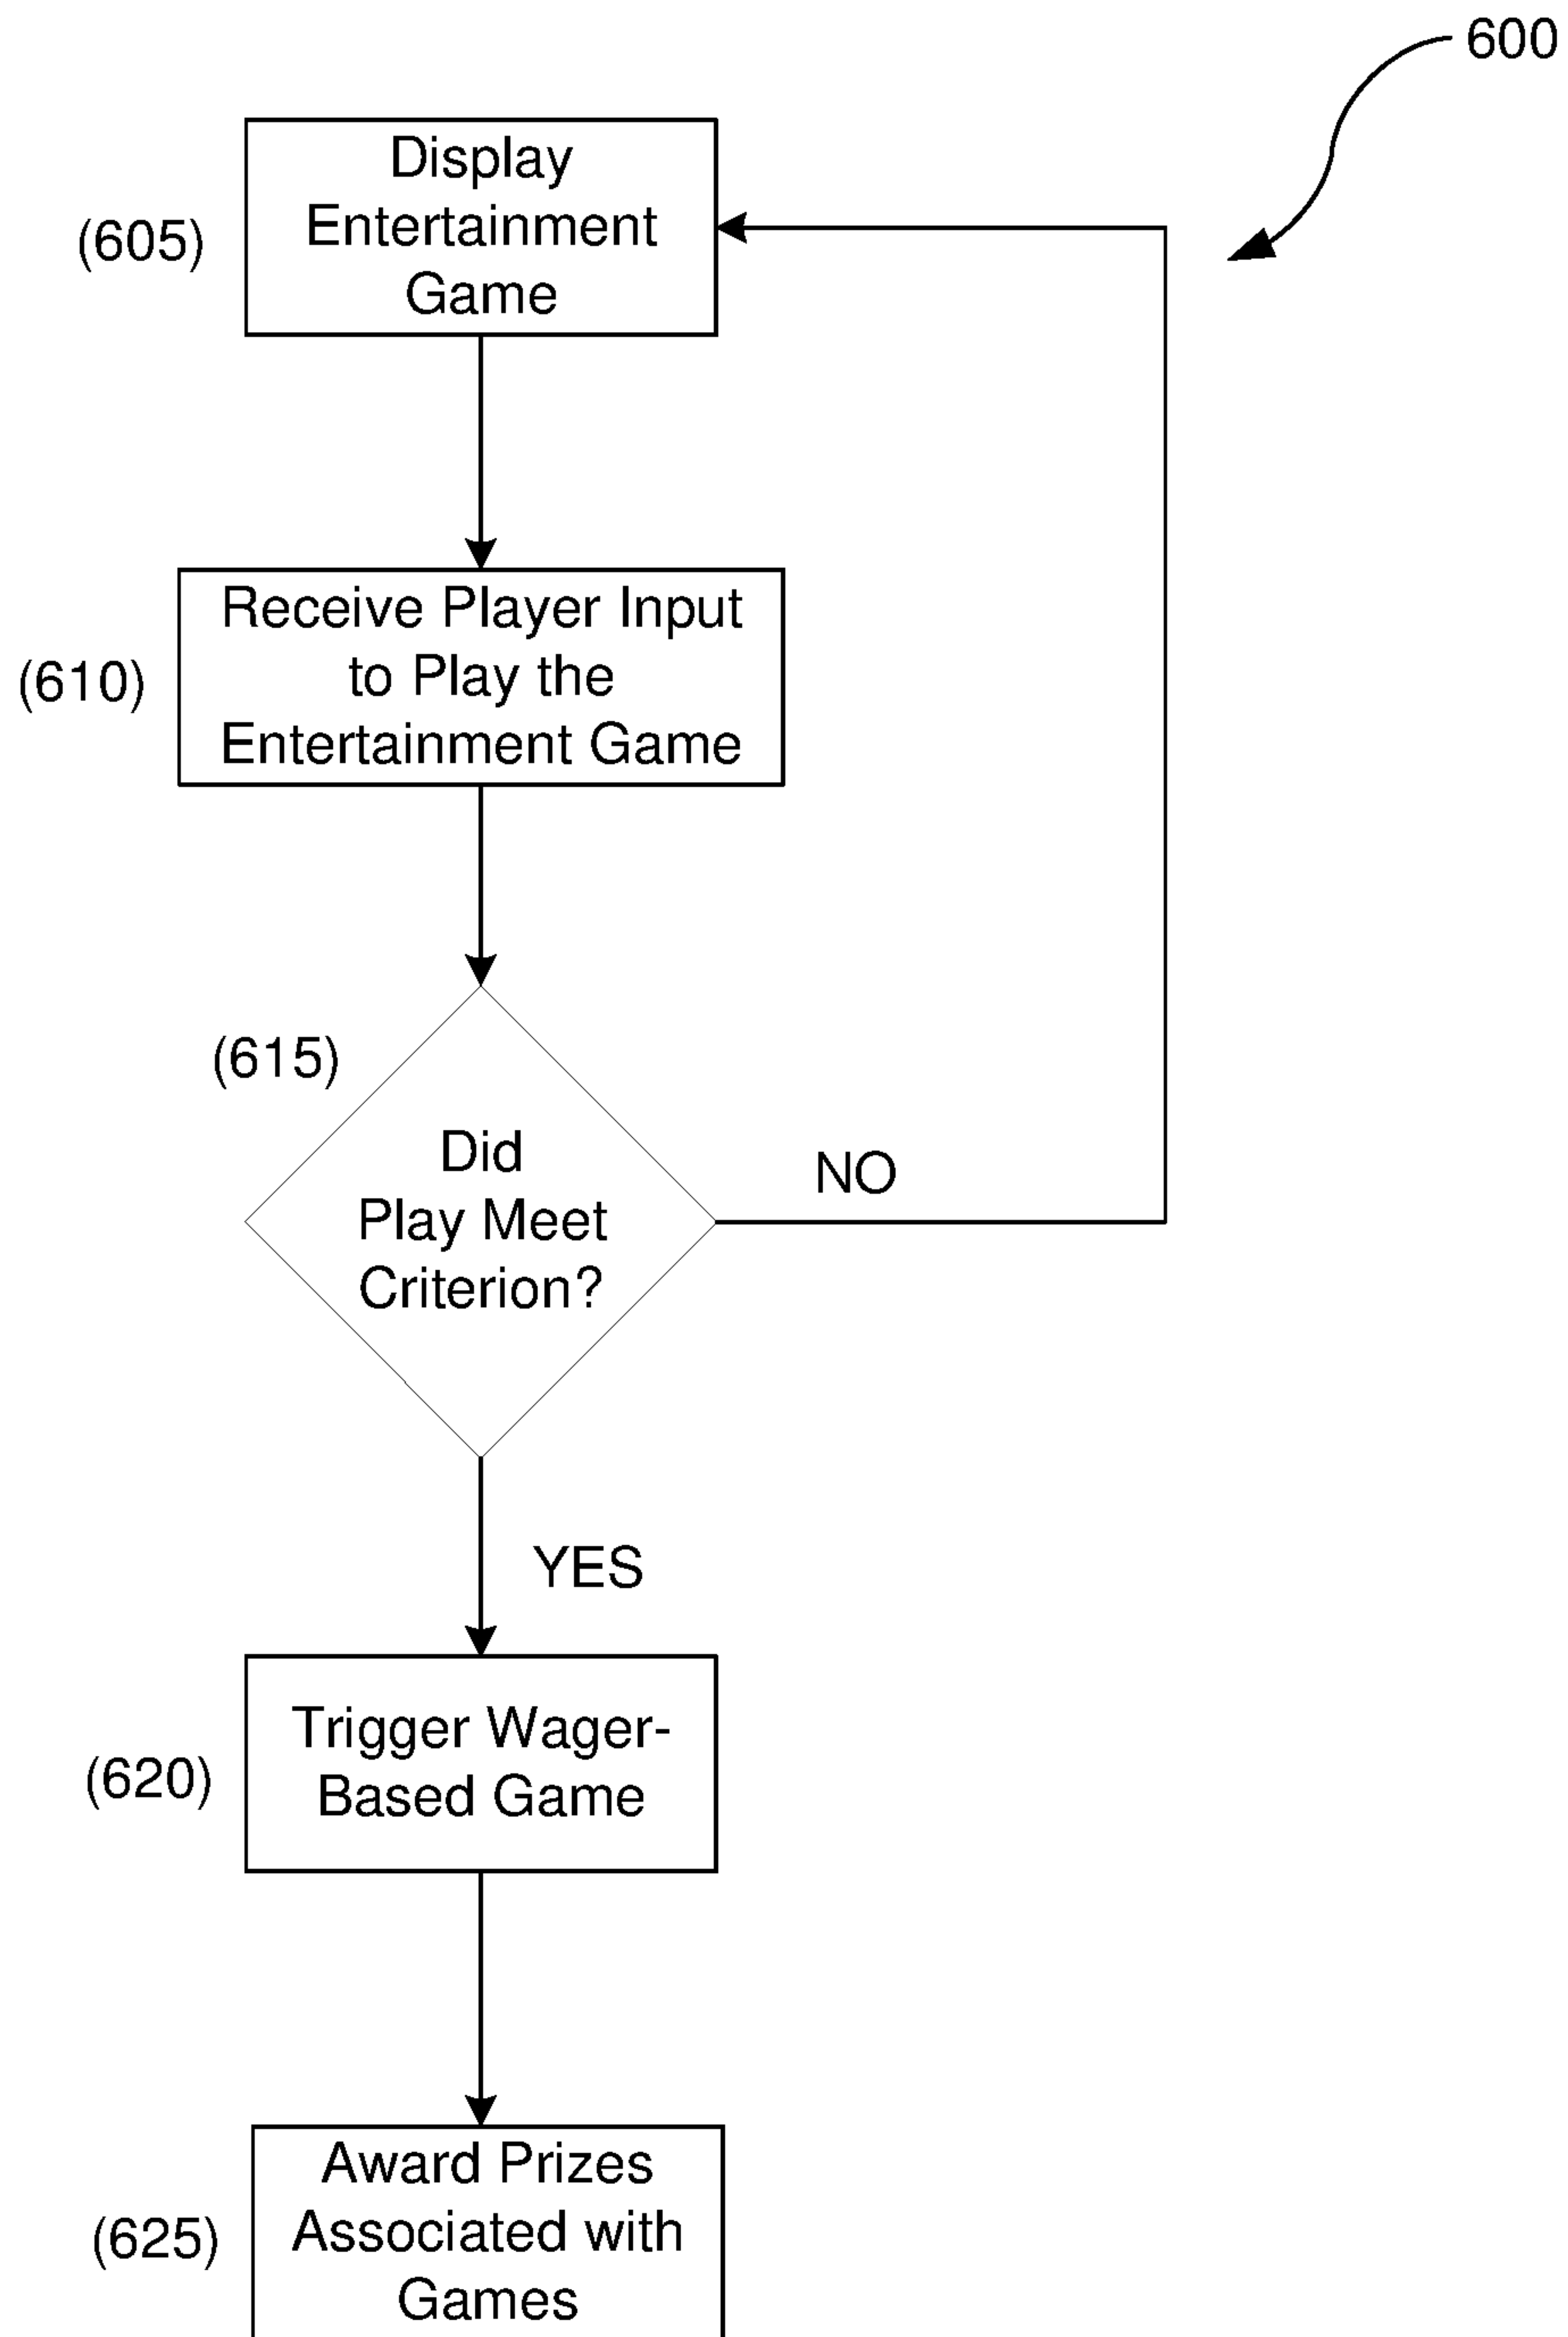 600
Display
Entertainment
Game
(605)
Receive Player Input
to Play the
Entertainment Game
(610)
(615)
Did
Play Meet
Criterion?
NO
YES
Trigger Wager-
Based Game
(620)
Award Prizes
Associated with
Games
(625)